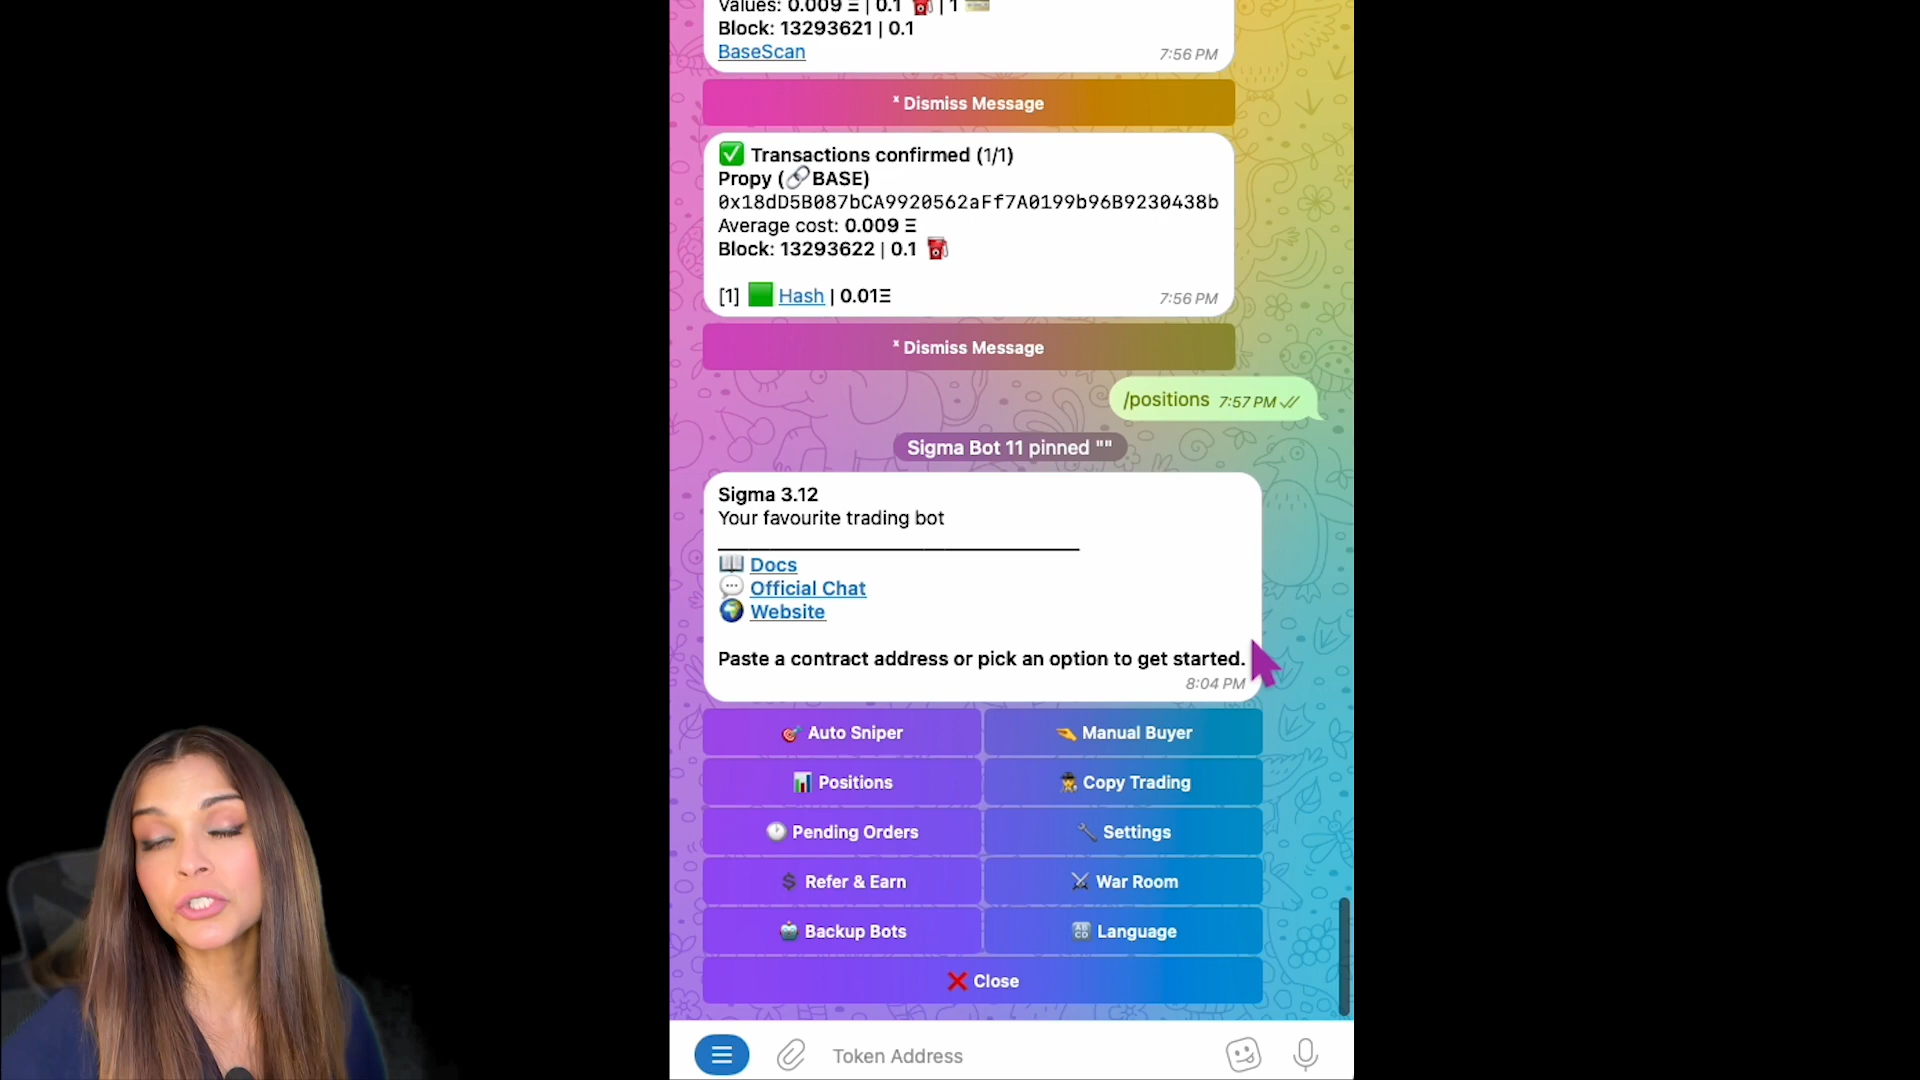 Values: 0.009 Ξ | 0.1 ⛽ | 1 💳
Block: 13293621 | 0.1
BaseScan
7:56 PM
ˣ Dismiss Message
✅ Transactions confirmed (1/1)
Propy (🔗BASE)
0x18dD5B087bCA9920562aFf7A0199b96B9230438b
Average cost: 0.009 Ξ
Block: 13293622 | 0.1 ⛽
[1] 🟩 Hash | 0.01Ξ
7:56 PM
ˣ Dismiss Message
/positions 7:57 PM
Sigma Bot 11 pinned ""
Sigma 3.12
Your favourite trading bot
📖 Docs
💬 Official Chat
🌍 Website
Paste a contract address or pick an option to get started.
8:04 PM
🎯 Auto Sniper
🫳 Manual Buyer
📊 Positions
🤠 Copy Trading
🕐 Pending Orders
🔧 Settings
💲 Refer & Earn
⚔️ War Room
🤖 Backup Bots
🔠 Language
❌ Close
Token Address